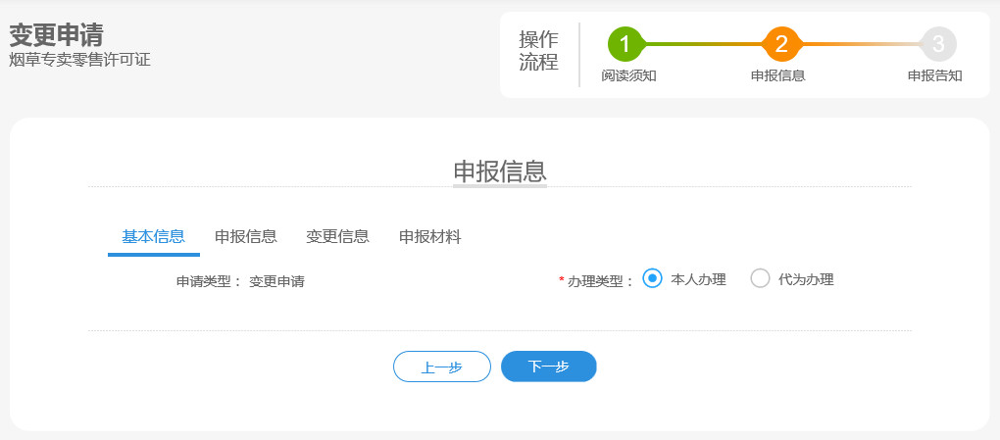 变更申请
烟草专卖零售许可证
操作
流程
1
2
3
阅读须知
申报信息
申报告知
申报信息
基本信息 申报信息 变更信息 申报材料
申请类型： 变更申请
* 办理类型： 本人办理 代为办理
上一步 下一步